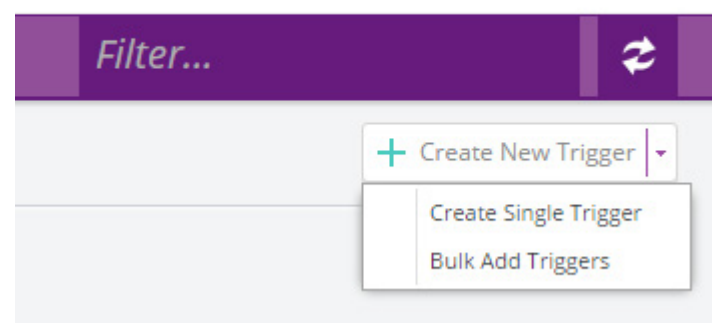 Filter...
Create New Trigger
Create Single Trigger
Bulk Add Triggers